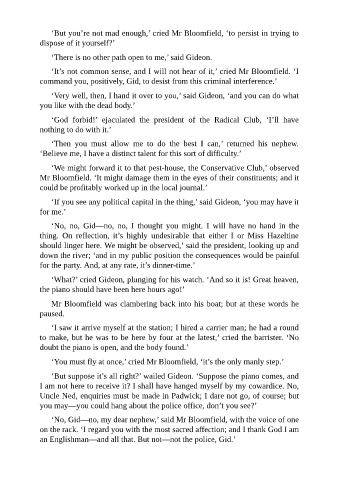 ‘But you’re not mad enough,’ cried Mr Bloomfield, ‘to persist in trying to
dispose of it yourself?’
‘There is no other path open to me,’ said Gideon.
‘It’s not common sense, and I will not hear of it,’ cried Mr Bloomfield. ‘I
command you, positively, Gid, to desist from this criminal interference.’
‘Very well, then, I hand it over to you,’ said Gideon, ‘and you can do what
you like with the dead body.’
‘God forbid!’ ejaculated the president of the Radical Club, ‘I’ll have
nothing to do with it.’
‘Then you must allow me to do the best I can,’ returned his nephew.
‘Believe me, I have a distinct talent for this sort of difficulty.’
‘We might forward it to that pest-house, the Conservative Club,’ observed
Mr Bloomfield. ‘It might damage them in the eyes of their constituents; and it
could be profitably worked up in the local journal.’
‘If you see any political capital in the thing,’ said Gideon, ‘you may have it
for me.’
‘No, no, Gid—no, no, I thought you might. I will have no hand in the
thing. On reflection, it’s highly undesirable that either I or Miss Hazeltine
should linger here. We might be observed,’ said the president, looking up and
down the river; ‘and in my public position the consequences would be painful
for the party. And, at any rate, it’s dinner-time.’
‘What?’ cried Gideon, plunging for his watch. ‘And so it is! Great heaven,
the piano should have been here hours ago!’
Mr Bloomfield was clambering back into his boat; but at these words he
paused.
‘I saw it arrive myself at the station; I hired a carrier man; he had a round
to make, but he was to be here by four at the latest,’ cried the barrister. ‘No
doubt the piano is open, and the body found.’
‘You must fly at once,’ cried Mr Bloomfield, ‘it’s the only manly step.’
‘But suppose it’s all right?’ wailed Gideon. ‘Suppose the piano comes, and
I am not here to receive it? I shall have hanged myself by my cowardice. No,
Uncle Ned, enquiries must be made in Padwick; I dare not go, of course; but
you may—you could hang about the police office, don’t you see?’
‘No, Gid—no, my dear nephew,’ said Mr Bloomfield, with the voice of one
on the rack. ‘I regard you with the most sacred affection; and I thank God I am
an Englishman—and all that. But not—not the police, Gid.’